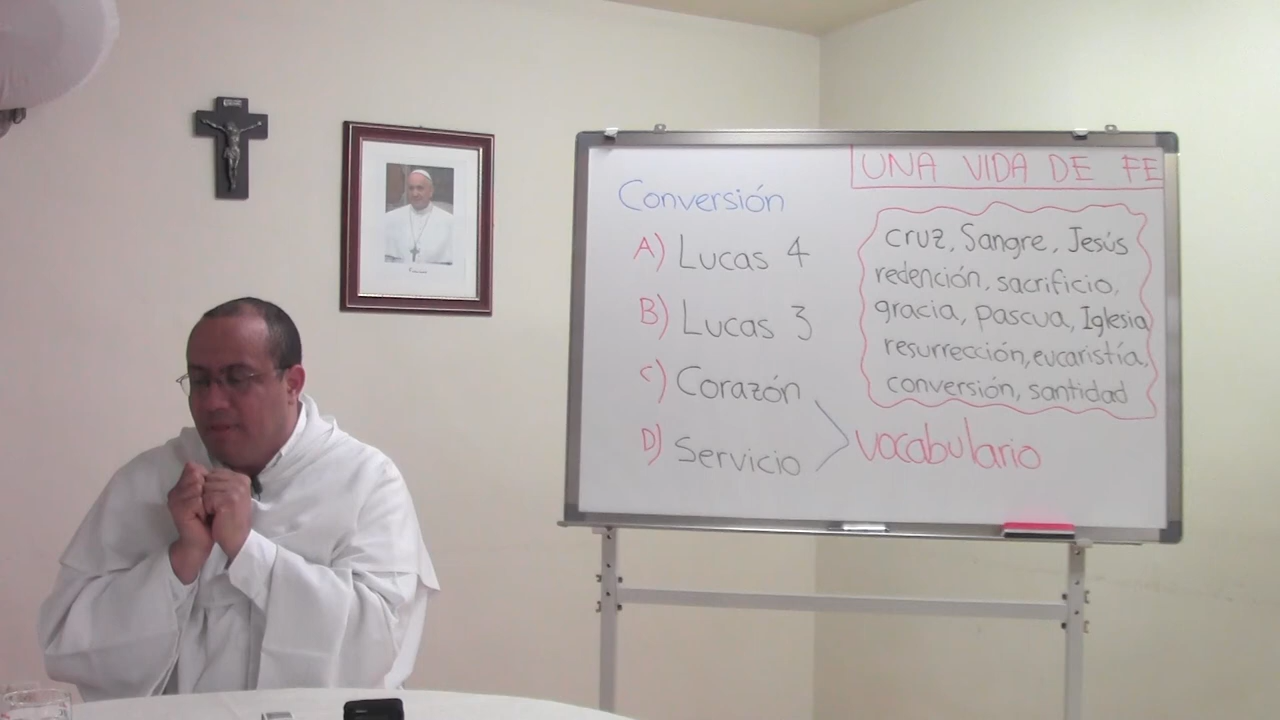 UNA VIDA DE FE
Conversión
A) Lucas 4
B) Lucas 3
C) Corazón
D) Servicio
vocabulario
cruz, Sangre, Jesús
redención, sacrificio,
gracia, pascua, Iglesia
resurrección, eucaristía,
conversión, santidad